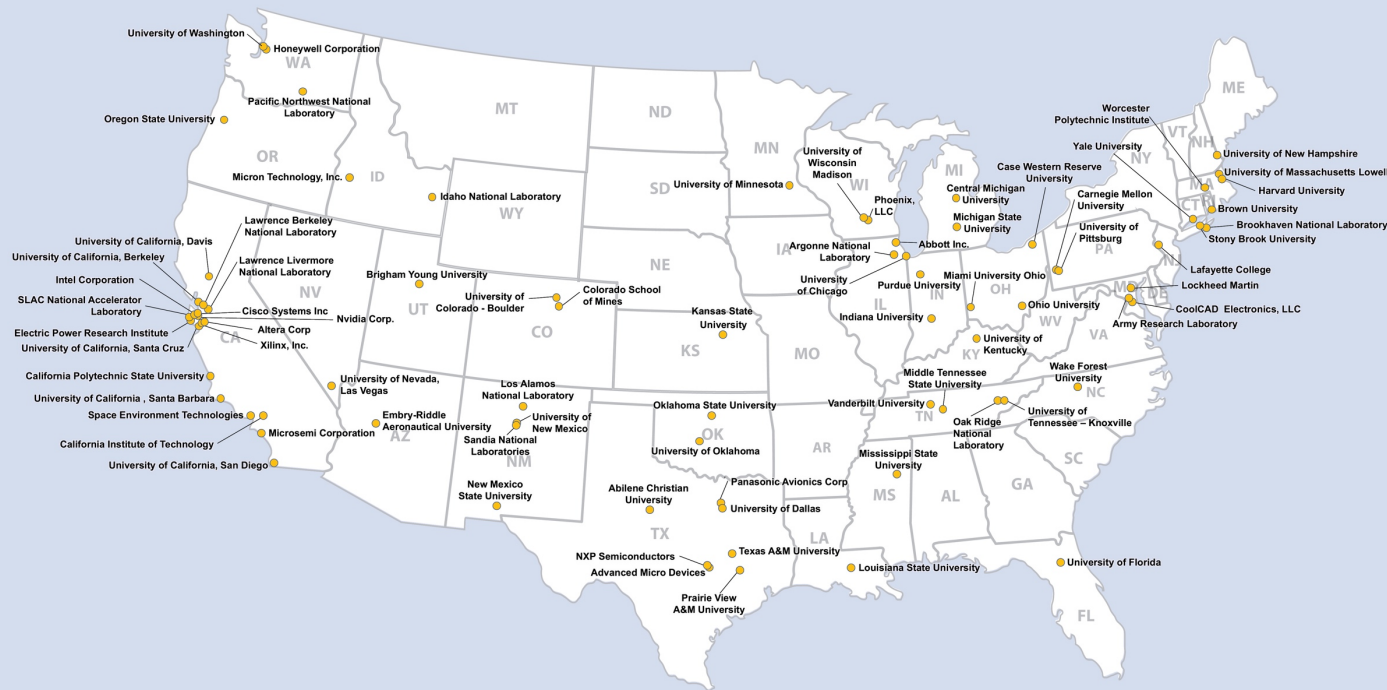 University of Washington
Honeywell Corporation
WA
Pacific Northwest National
Laboratory
Oregon State University
OR
Micron Technology, Inc.
ID
Idaho National Laboratory
MT
ND
SD
WY
NE
MN
University of Minnesota
IA
University of
Wisconsin
Madison
WI
Phoenix,
LLC
MI
Central Michigan
University
Michigan State
University
Case Western Reserve
University
Worcester
Polytechnic Institute
Yale University
Carnegie Mellon
University
University of
Pittsburg
ME
VT
NH
NY
MA
CT
RI
PA
NJ
University of New Hampshire
University of Massachusetts Lowell
Harvard University
Brown University
Brookhaven National Laboratory
Stony Brook University
Lafayette College
Lockheed Martin
MD
DE
CoolCAD Electronics, LLC
Army Research Laboratory
Lawrence Berkeley
National Laboratory
University of California, Davis
University of California, Berkeley
Lawrence Livermore
National Laboratory
Intel Corporation
SLAC National Accelerator
Laboratory
Cisco Systems Inc
Nvidia Corp.
Electric Power Research Institute
Altera Corp
University of California, Santa Cruz
Xilinx, Inc.
CA
NV
UT
Brigham Young University
University of
Colorado - Boulder
Colorado School
of Mines
CO
Kansas State
University
KS
MO
Argonne National
Laboratory
Abbott Inc.
University
of Chicago
Purdue University
IL
IN
Indiana University
Miami University Ohio
OH
Ohio University
WV
VA
KY
University of
Kentucky
California Polytechnic State University
University of California , Santa Barbara
Space Environment Technologies
California Institute of Technology
Microsemi Corporation
University of California, San Diego
University of Nevada,
Las Vegas
Embry-Riddle
Aeronautical University
AZ
Los Alamos
National Laboratory
University of
New Mexico
Sandia National
Laboratories
NM
New Mexico
State University
Oklahoma State University
OK
University of Oklahoma
AR
Middle Tennessee
State University
Vanderbilt University
TN
Oak Ridge
National
Laboratory
University of
Tennessee – Knoxville
Wake Forest
University
NC
SC
GA
AL
MS
Mississippi State
University
Abilene Christian
University
Panasonic Avionics Corp
University of Dallas
TX
LA
NXP Semiconductors
Advanced Micro Devices
Texas A&M University
Prairie View
A&M University
Louisiana State University
University of Florida
FL